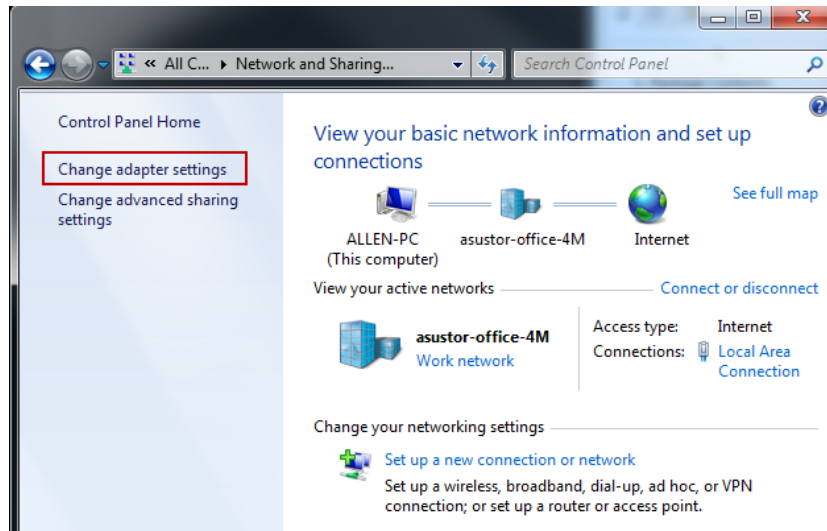 « All C... ▸ Network and Sharing...
Search Control Panel
Control Panel Home
Change adapter settings
Change advanced sharing
settings
View your basic network information and set up
connections
See full map
ALLEN-PC
(This computer)
asustor-office-4M
Internet
View your active networks
Connect or disconnect
asustor-office-4M
Work network
Access type: Internet
Connections: Local Area
Connection
Change your networking settings
Set up a new connection or network
Set up a wireless, broadband, dial-up, ad hoc, or VPN
connection; or set up a router or access point.